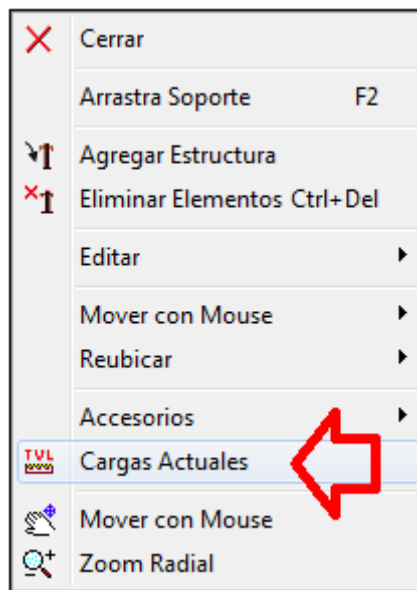 Cerrar
Arrastra Soporte F2
Agregar Estructura
Eliminar Elementos Ctrl+Del
Editar
Mover con Mouse
Reubicar
Accesorios
TVL
Cargas Actuales
Mover con Mouse
Zoom Radial